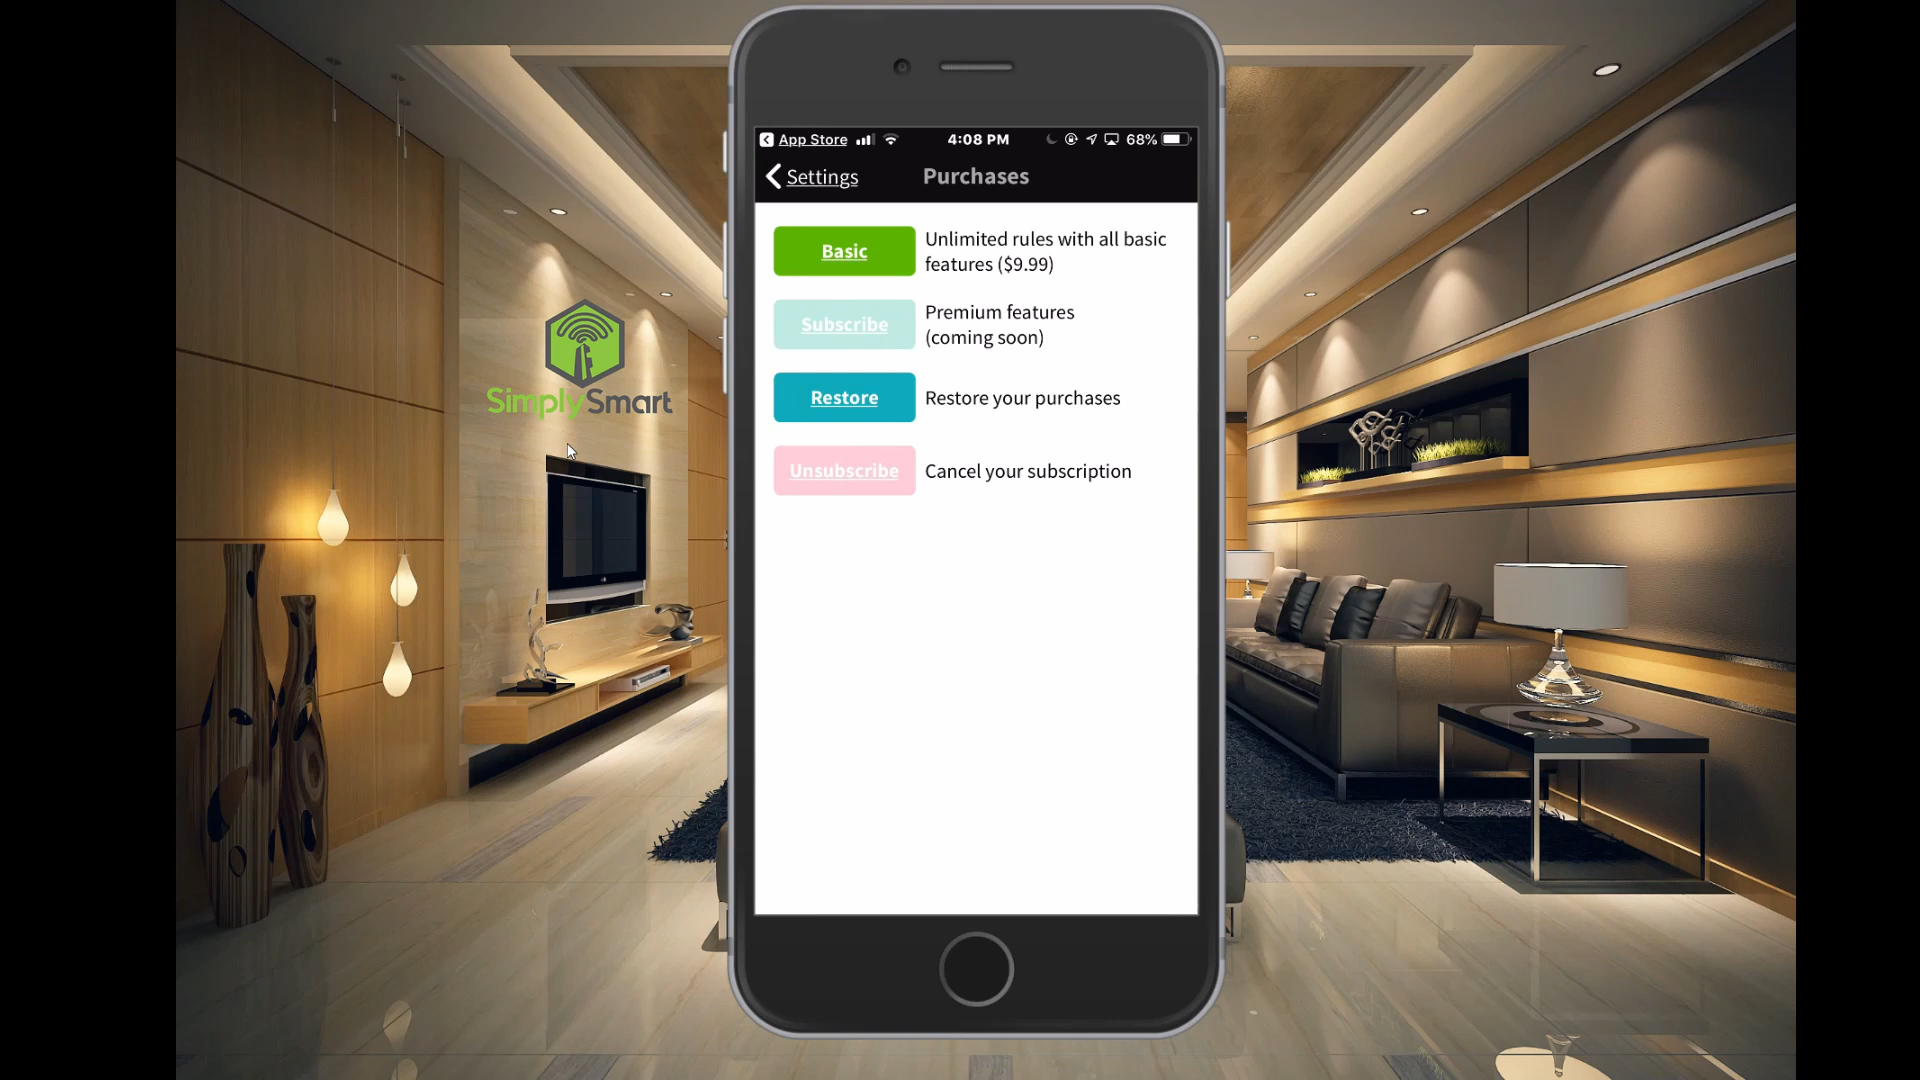 App Store
4:08 PM
68%
Settings
Purchases
Basic
Unlimited rules with all basic
features ($9.99)
Subscribe
Premium features
(coming soon)
Restore
Restore your purchases
Unsubscribe
Cancel your subscription
SimplySmart